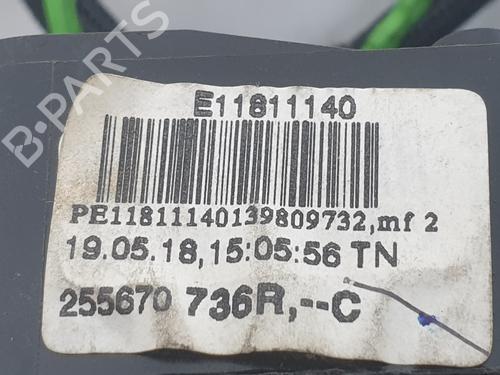 B-PARTS
E11811140
PE11811140139809732,mf 2
19.05.18,15:05:56 TN
255670 736R,--C